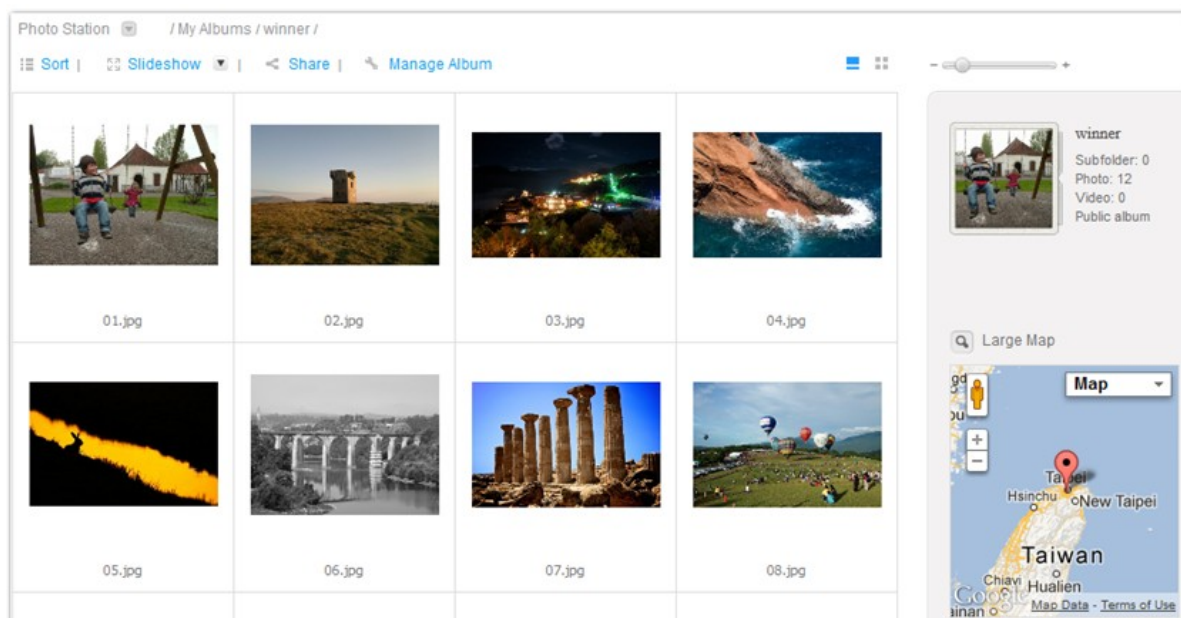 Photo Station / My Albums / winner /
Sort | Slideshow | Share | Manage Album
- +
01.jpg 02.jpg 03.jpg 04.jpg
05.jpg 06.jpg 07.jpg 08.jpg
winner
Subfolder: 0
Photo: 12
Video: 0
Public album
Large Map
Map
+
−
Taipei
Hsinchu
New Taipei
Taiwan
Hualien
Google
Map Data - Terms of Use